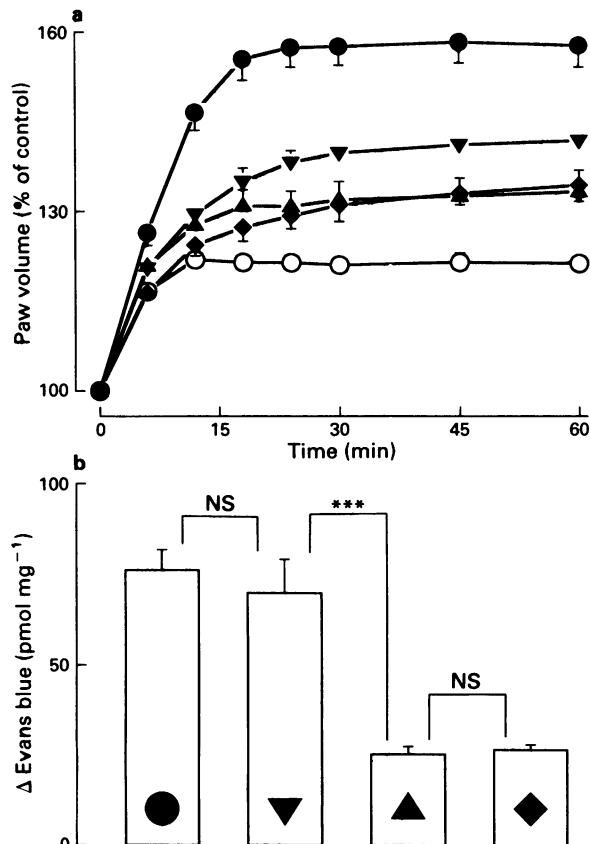 a
160
130
100
Paw volume (% of control)
0 15 30 45 60
Time (min)
b
100
50
0
Δ Evans blue (pmol mg⁻¹)
NS
***
NS